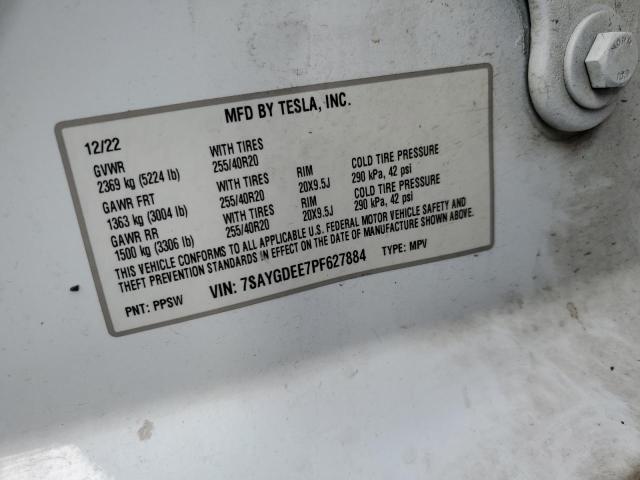 MFD BY TESLA, INC.
12/22
GVWR WITH TIRES
2369 kg (5224 lb) 255/40R20 RIM COLD TIRE PRESSURE
GAWR FRT WITH TIRES 20X9.5J 290 kPa, 42 psi
1363 kg (3004 lb) 255/40R20 RIM COLD TIRE PRESSURE
GAWR RR WITH TIRES 20X9.5J 290 kPa, 42 psi
1500 kg (3306 lb) 255/40R20
THIS VEHICLE CONFORMS TO ALL APPLICABLE U.S. FEDERAL MOTOR VEHICLE SAFETY AND
THEFT PREVENTION STANDARDS IN EFFECT ON THE DATE OF MANUFACTURE SHOWN ABOVE.
PNT: PPSW VIN: 7SAYGDEE7PF627884 TYPE: MPV